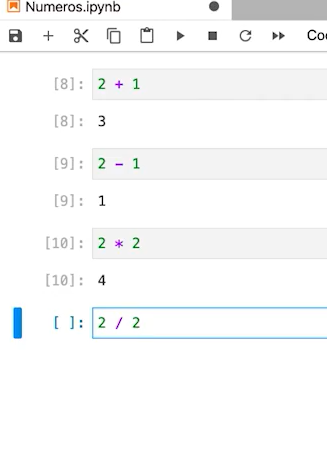 Numeros.ipynb
[8]: 2 + 1
[8]: 3
[9]: 2 - 1
[9]: 1
[10]: 2 * 2
[10]: 4
[ ]: 2 / 2